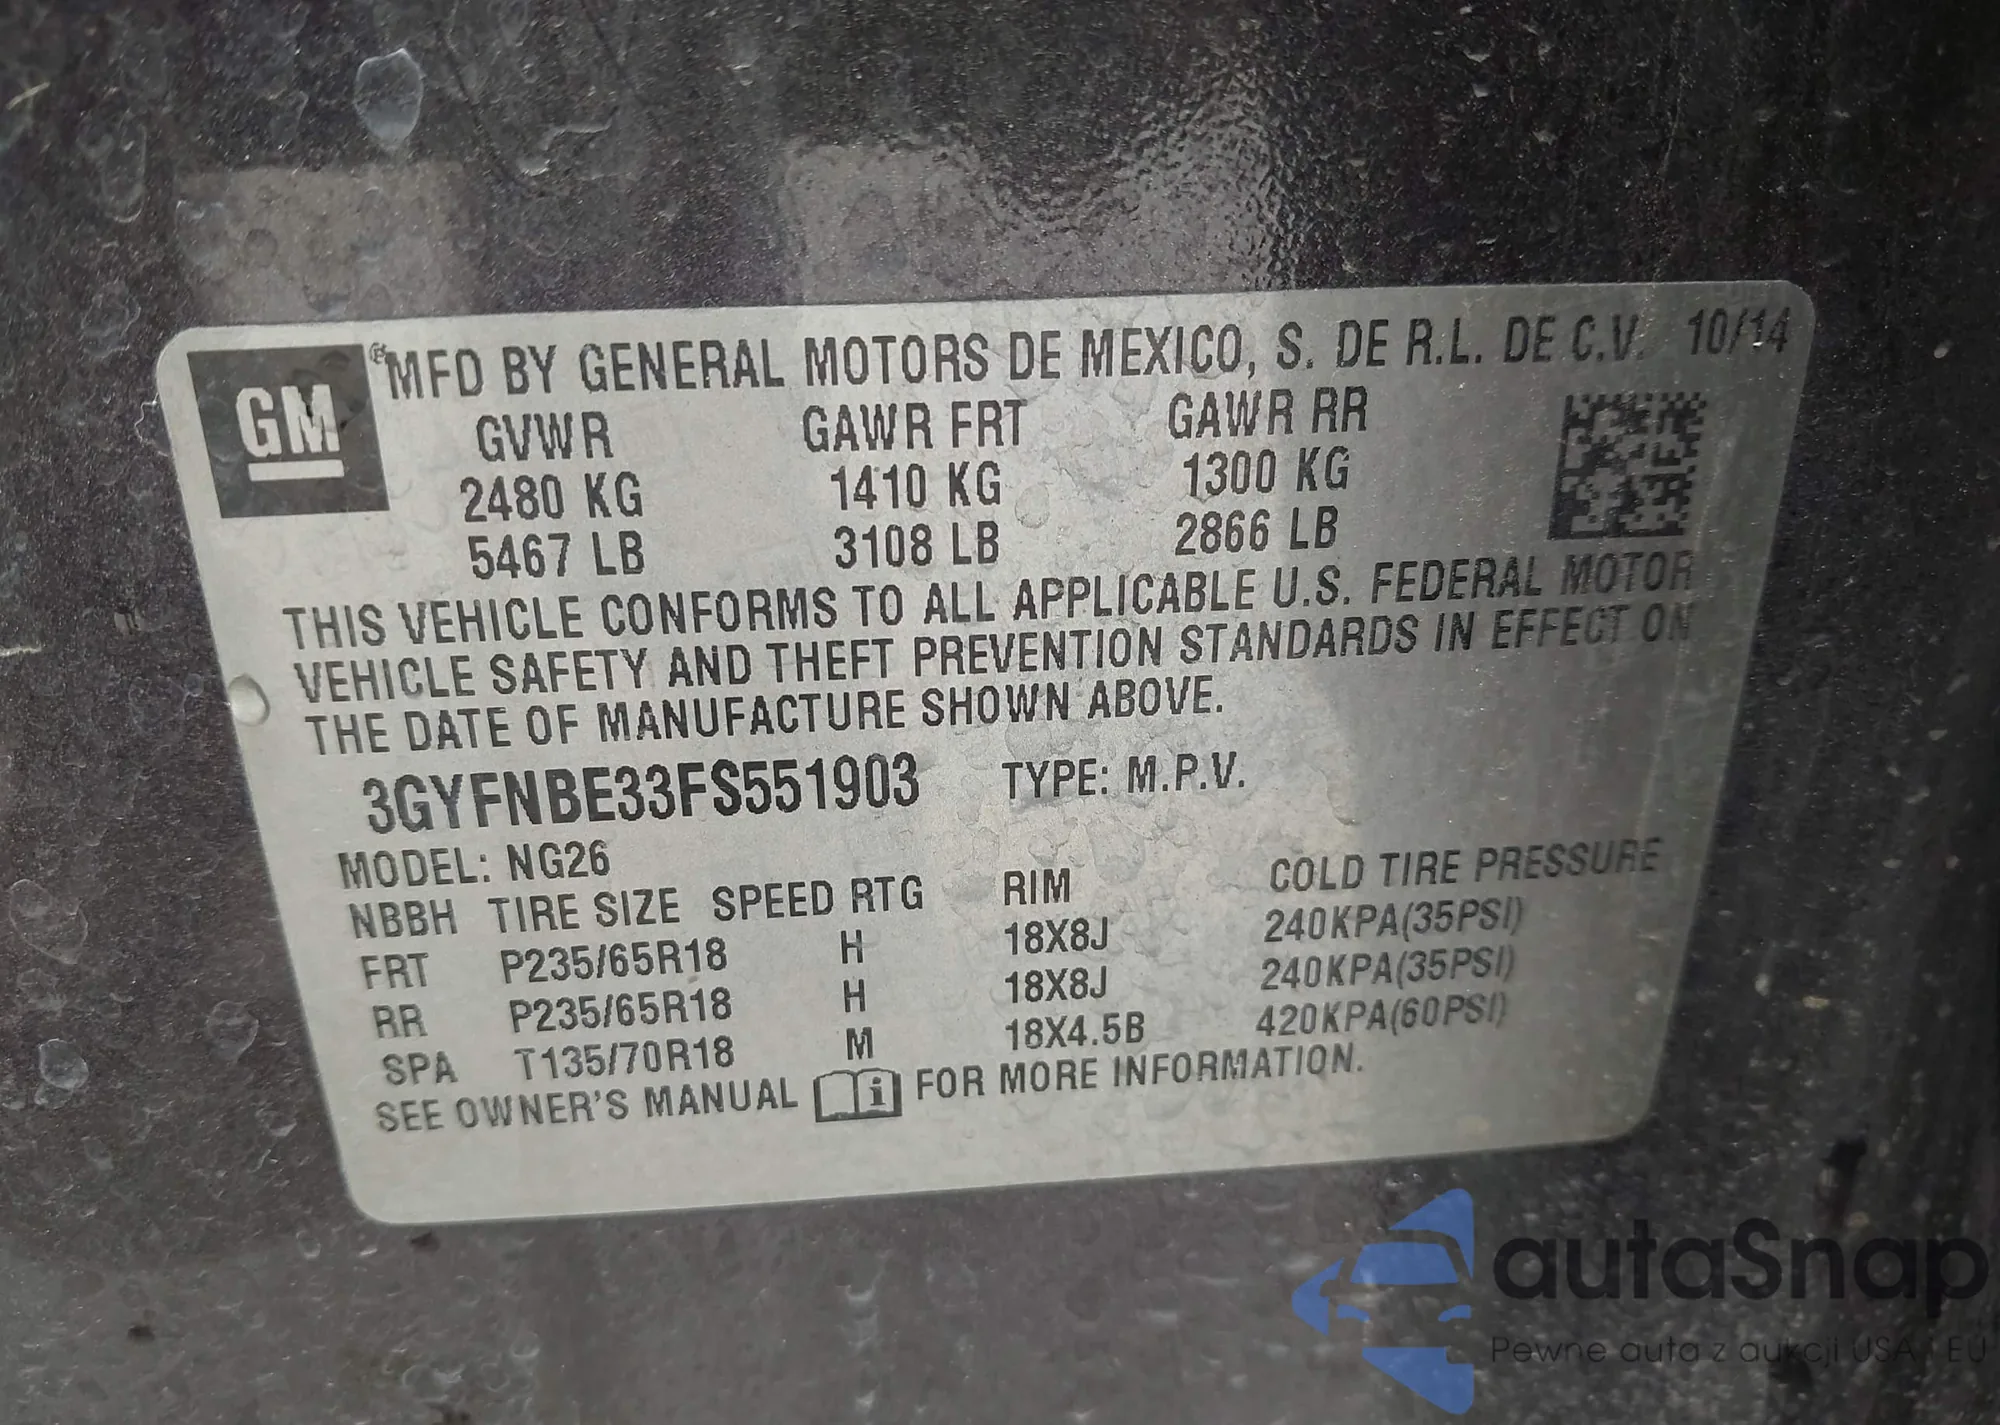 GM
MFD BY GENERAL MOTORS DE MEXICO, S. DE R.L. DE C.V. 10/14
GVWR GAWR FRT GAWR RR
2480 KG 1410 KG 1300 KG
5467 LB 3108 LB 2866 LB
THIS VEHICLE CONFORMS TO ALL APPLICABLE U.S. FEDERAL MOTOR
VEHICLE SAFETY AND THEFT PREVENTION STANDARDS IN EFFECT ON
THE DATE OF MANUFACTURE SHOWN ABOVE.
3GYFNBE33FS551903 TYPE: M.P.V.
MODEL: NG26
NBBH TIRE SIZE SPEED RTG RIM COLD TIRE PRESSURE
FRT P235/65R18 H 18X8J 240KPA(35PSI)
RR P235/65R18 H 18X8J 240KPA(35PSI)
SPA T135/70R18 M 18X4.5B 420KPA(60PSI)
SEE OWNER'S MANUAL i FOR MORE INFORMATION.
autaSnap
Pewne auta z aukcji USA i EU